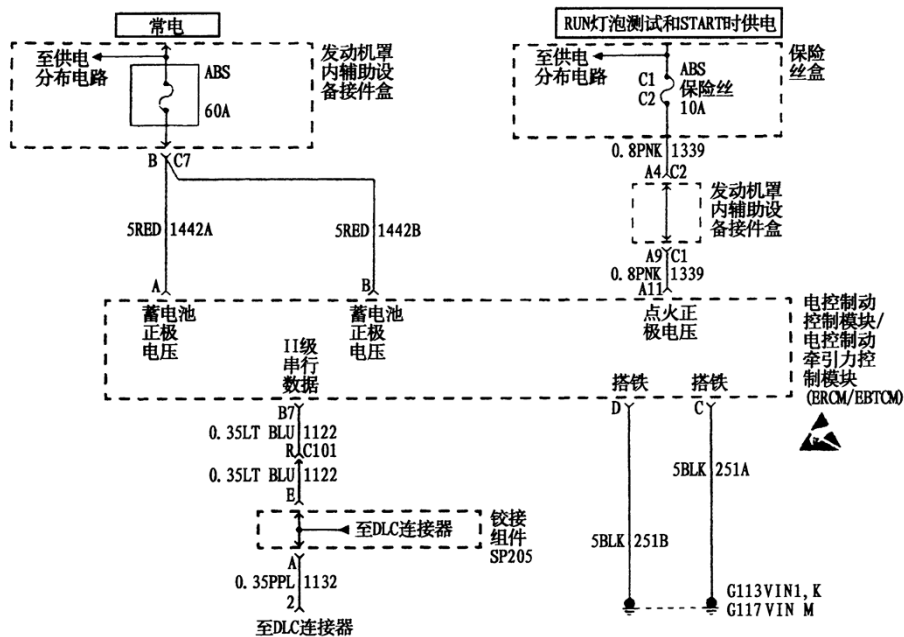 常电
RUN灯泡测试和START时供电
至供电
分布电路
ABS
60A
发动机罩
内辅助设
备接件盒
至供电
分布电路
C1
C2
ABS
保险丝
10A
保险
丝盒
B C7
0.8PNK 1339
A4 C2
发动机罩
内辅助设
备接件盒
5RED 1442A
5RED 1442B
A9 C1
0.8PNK 1339
A
B
A11
蓄电池
正极
电压
蓄电池
正极
电压
点火正
极电压
II级
串行
数据
搭铁
搭铁
电控制动
控制模块/
电控制动
牵引力控
制模块
(ERCM/EBTCM)
B7
D
C
0.35LT BLU 1122
R C101
0.35LT BLU 1122
E
5BLK 251A
至DLC连接器
铰接
组件
SP205
5BLK 251B
A
0.35PPL 1132
2
至DLC连接器
G113VIN1,K
G117VIN M